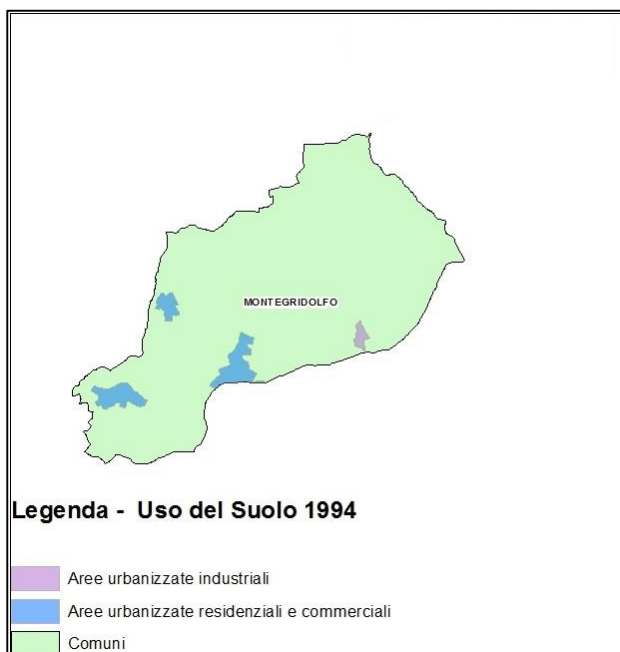 MONTEGRIDOLFO
Legenda - Uso del Suolo 1994
Aree urbanizzate industriali
Aree urbanizzate residenziali e commerciali
Comuni